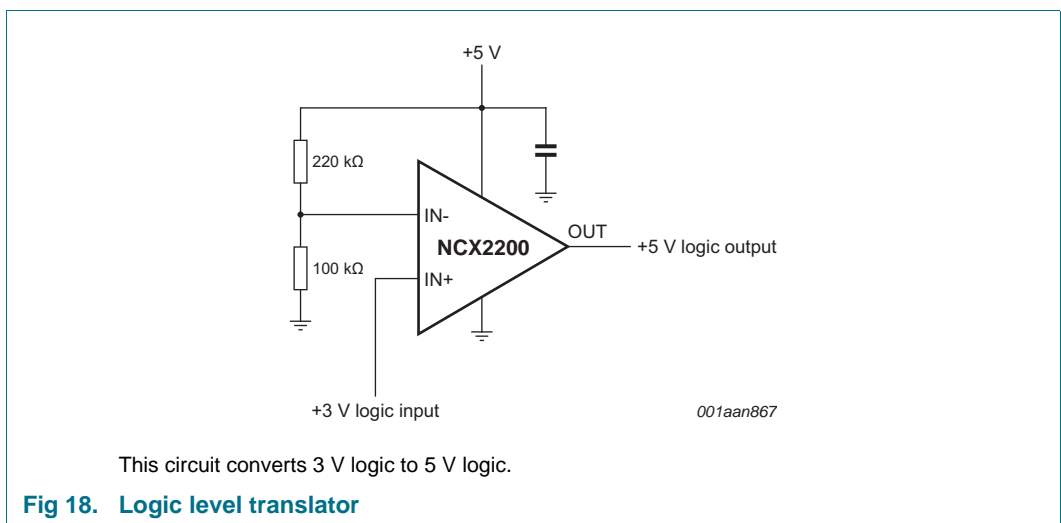 +5 V
220 kΩ
IN-
OUT
NCX2200
+5 V logic output
100 kΩ
IN+
+3 V logic input
001aan867
This circuit converts 3 V logic to 5 V logic.
Fig 18. Logic level translator